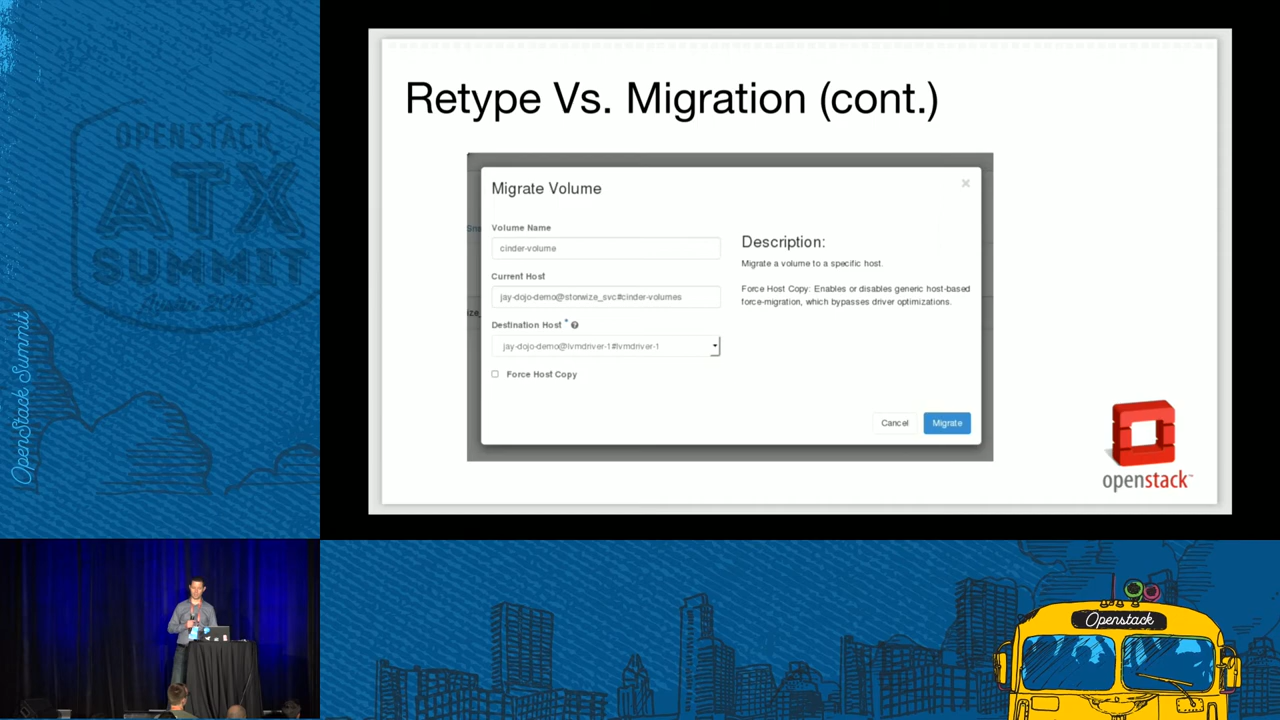 OPENSTACK
ATX
SUMMIT
OpenStack Summit
Retype Vs. Migration (cont.)
Migrate Volume
×
Volume Name
cinder-volume
Current Host
jay-dojo-demo@storwize_svc#cinder-volumes
Destination Host *
jay-dojo-demo@lvmdriver-1#lvmdriver-1
Force Host Copy
Description:
Migrate a volume to a specific host.
Force Host Copy: Enables or disables generic host-based
force-migration, which bypasses driver optimizations.
Cancel
Migrate
openstack™
Openstack